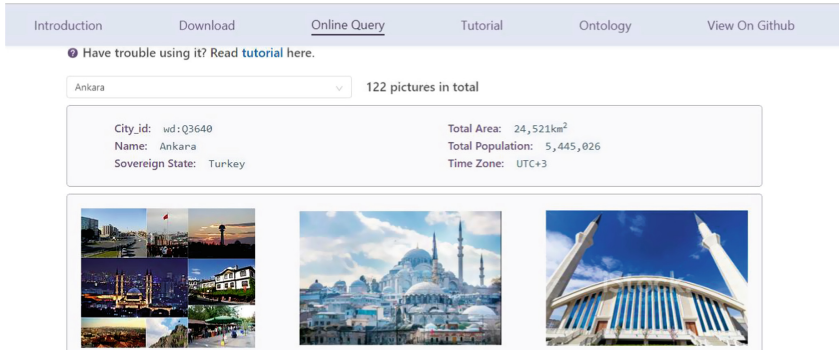 Introduction Download Online Query Tutorial Ontology View On Github
? Have trouble using it? Read tutorial here.
Ankara 122 pictures in total
City_id: wd:Q3640 Total Area: 24,521km²
Name: Ankara Total Population: 5,445,026
Sovereign State: Turkey Time Zone: UTC+3